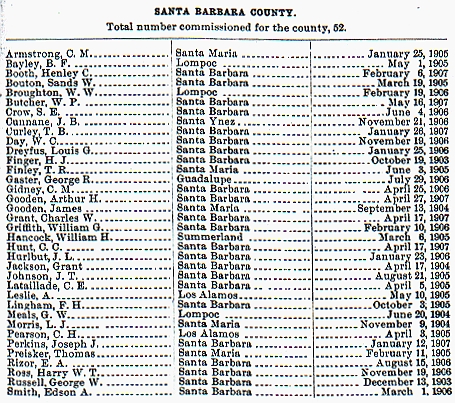 SANTA BARBARA COUNTY.
Total number commissioned for the county, 52.
Armstrong, C. M. Santa Maria January 25, 1905
Bayley, B. F. Lompoc May 1, 1905
Booth, Henley C. Santa Barbara February 6, 1907
Bouton, Sands W. Santa Barbara March 19, 1905
Broughton, W. W. Lompoc February 19, 1906
Butcher, W. P. Santa Barbara May 16, 1907
Crow, S. E. Santa Barbara June 4, 1906
Cunnane, J. B. Santa Ynez November 21, 1906
Curley, T. B. Santa Barbara January 26, 1907
Day, W. C. Santa Barbara November 19, 1906
Dreyfus, Louis G. Santa Barbara January 25, 1906
Finger, H. J. Santa Barbara October 19, 1903
Finley, T. R. Santa Maria June 3, 1905
Gaster, George R. Guadalupe July 29, 1906
Gidney, C. M. Santa Barbara April 25, 1906
Gooden, Arthur H. Santa Barbara April 27, 1907
Gooden, James Santa Maria September 13, 1904
Grant, Charles W. Santa Barbara April 17, 1907
Griffith, William G. Santa Barbara February 10, 1906
Hancock, William H. Summerland March 6, 1905
Hunt, C. C. Santa Barbara April 17, 1907
Hurlbut, J. L. Santa Barbara January 23, 1906
Jackson, Grant Santa Barbara April 17, 1904
Johnson, J. T. Santa Barbara August 21, 1905
Lataillade, C. E. Santa Barbara April 5, 1905
Leslie, A. Los Alamos May 10, 1905
Lingham, F. H. Santa Barbara October 3, 1905
Meals, G. W. Lompoc June 20, 1904
Morris, L. J. Santa Maria November 9, 1904
Pearson, C. H. Los Alamos April 3, 1905
Perkins, Joseph J. Santa Barbara January 12, 1907
Preisker, Thomas Santa Maria February 11, 1905
Rizor, E. A. Santa Barbara August 15, 1906
Ross, Harry W. T. Santa Barbara November 19, 1906
Russell, George W. Santa Barbara December 13, 1903
Smith, Edson A. Santa Barbara March 1, 1906